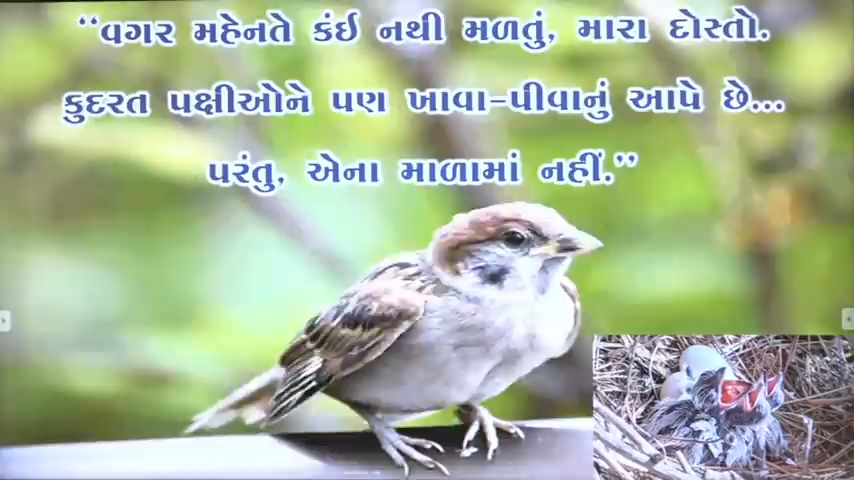 “વગર મહેનતે કંઈ નથી મળતું, મારા દોસ્તો.
કુદરત પક્ષીઓને પણ ખાવા-પીવાનું આપે છે...
પરંતુ, એના માળામાં નહીં.”